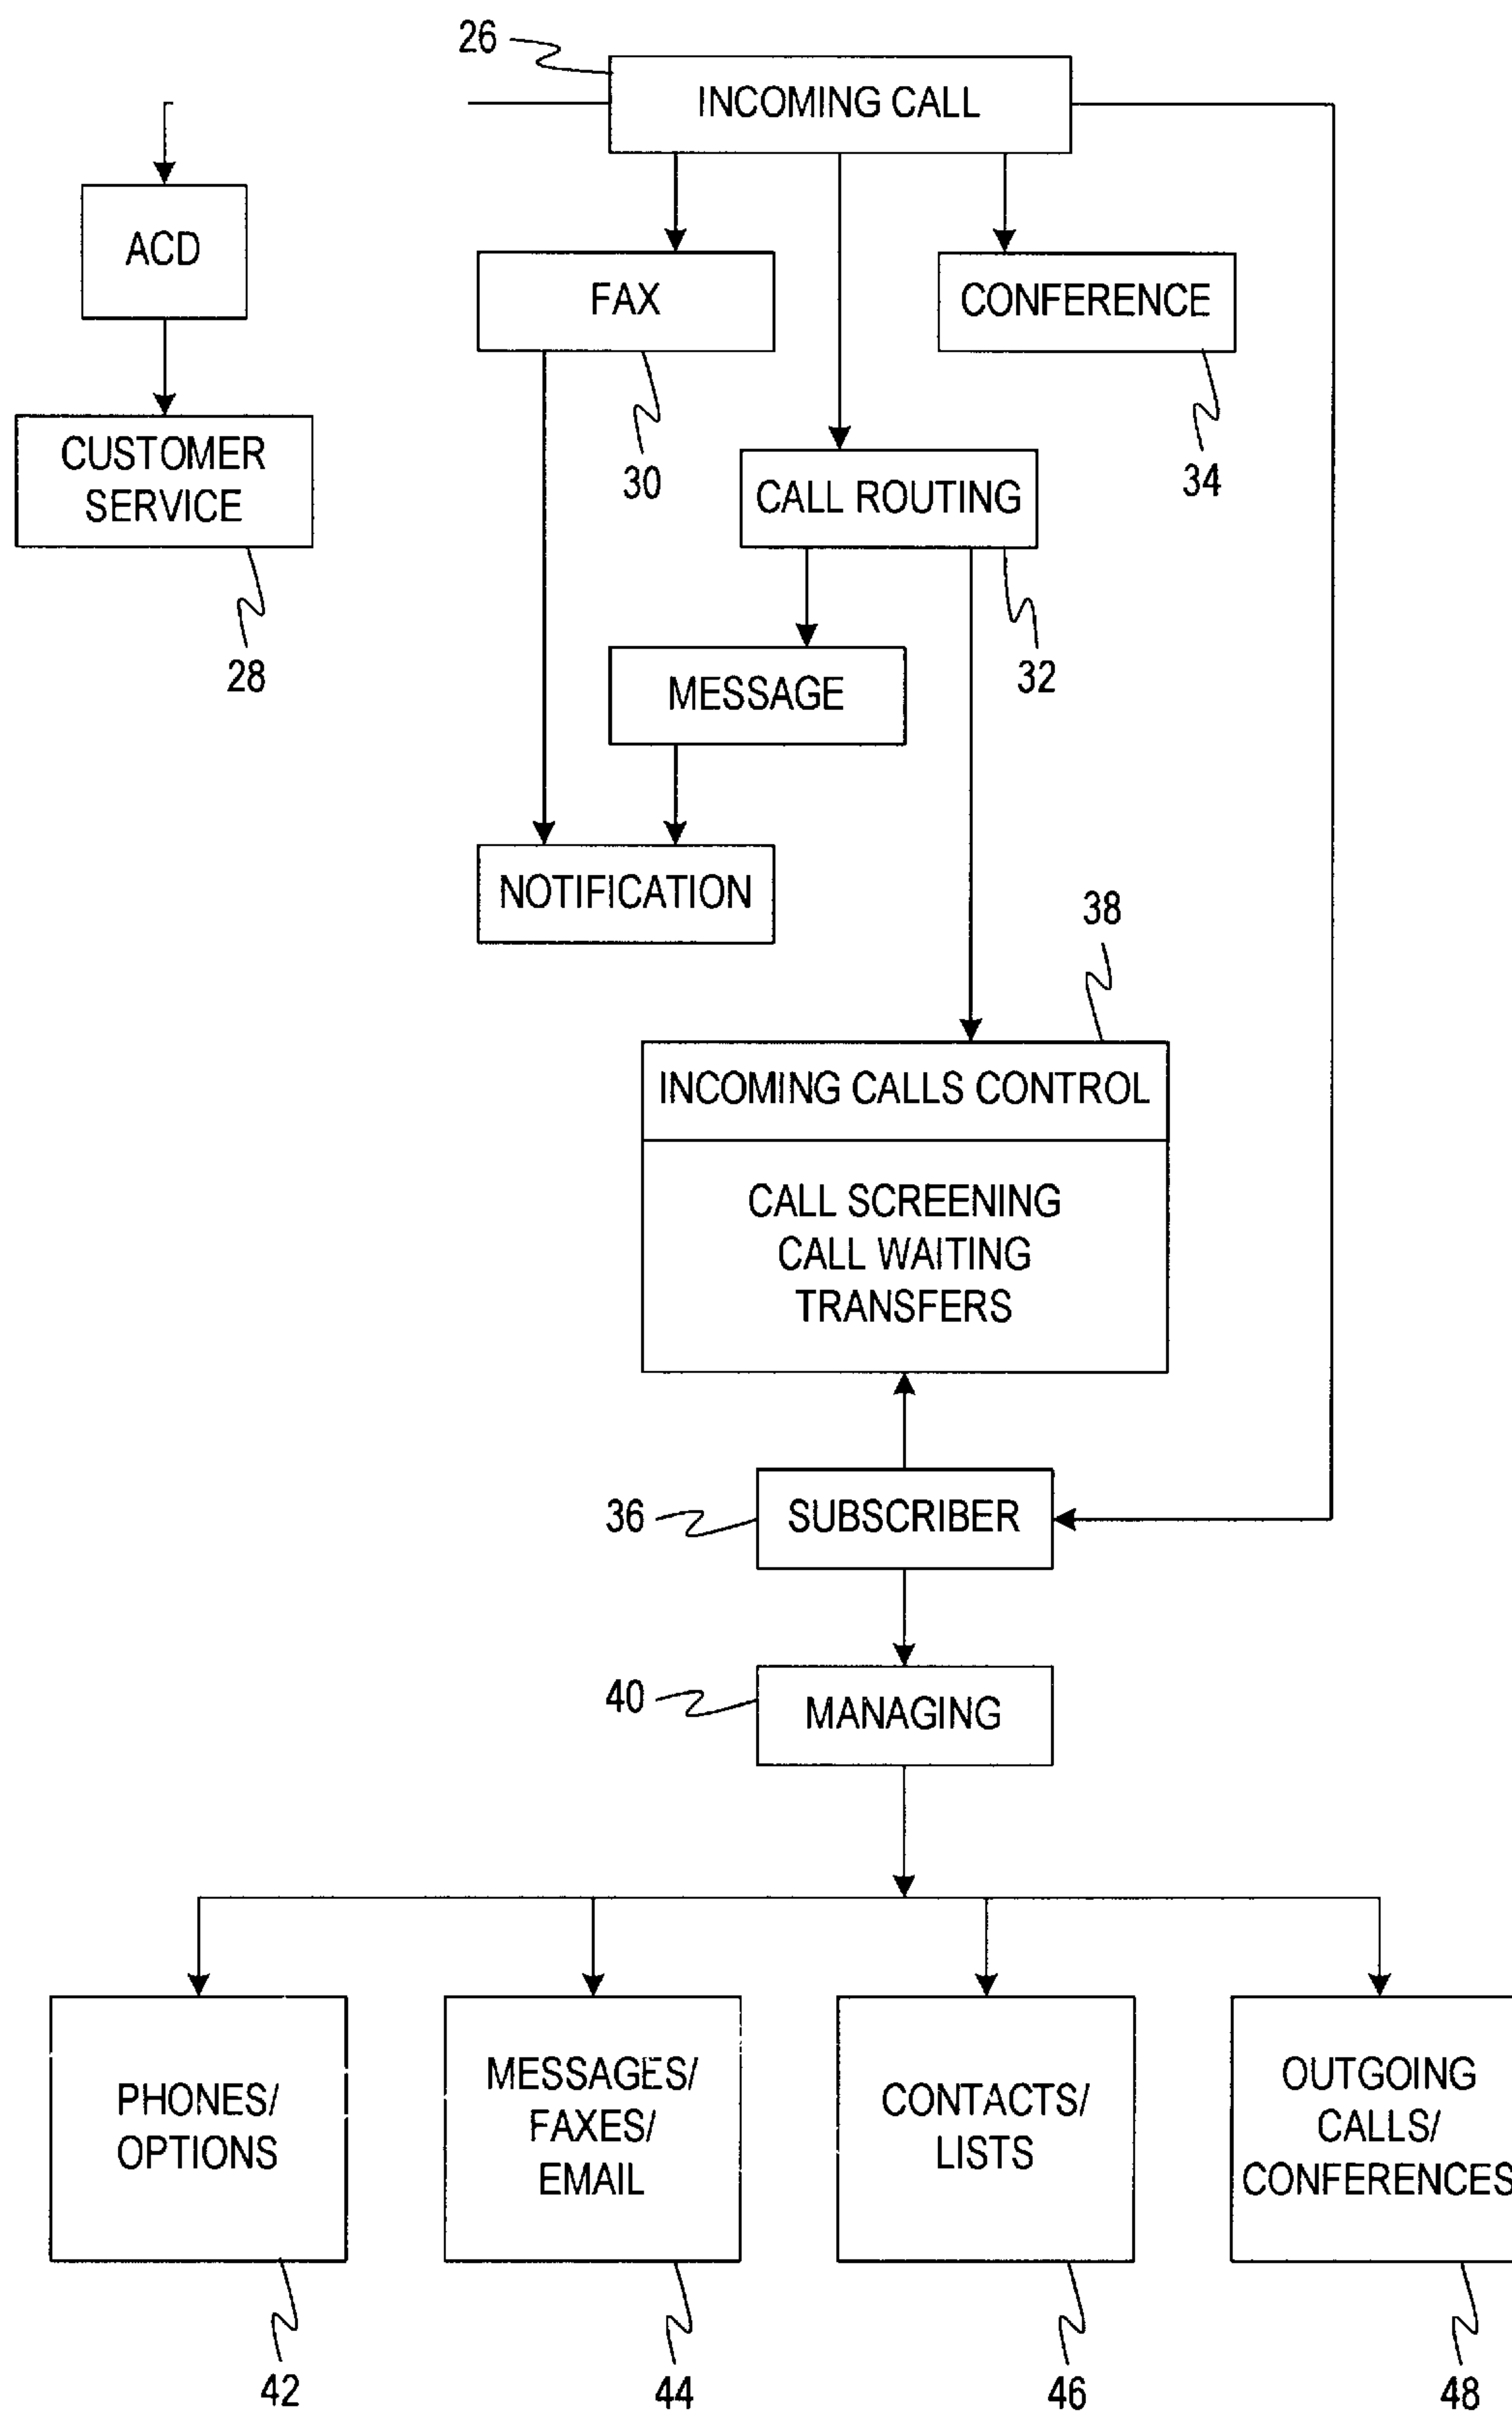 26
INCOMING CALL
ACD
FAX
CONFERENCE
CUSTOMER
SERVICE
30
34
CALL ROUTING
28
MESSAGE
32
NOTIFICATION
38
INCOMING CALLS CONTROL
CALL SCREENING
CALL WAITING
TRANSFERS
36
SUBSCRIBER
40
MANAGING
PHONES/
OPTIONS
MESSAGES/
FAXES/
EMAIL
CONTACTS/
LISTS
OUTGOING
CALLS/
CONFERENCES
42
44
46
48